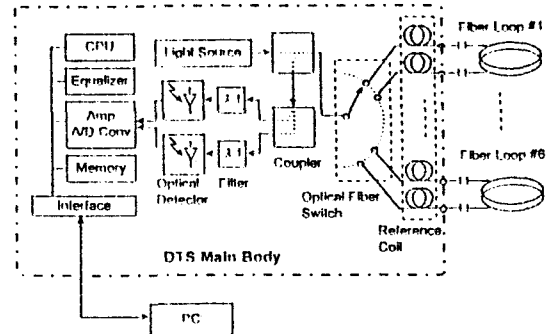 CPU
Equalizer
Amp
A/D Conv
Memory
Interface
Light Source
Optical
Detector
Filter
Coupler
Optical Fiber
Switch
Reference
Coil
Fiber Loop #1
Fiber Loop #6
DTS Main Body
PC